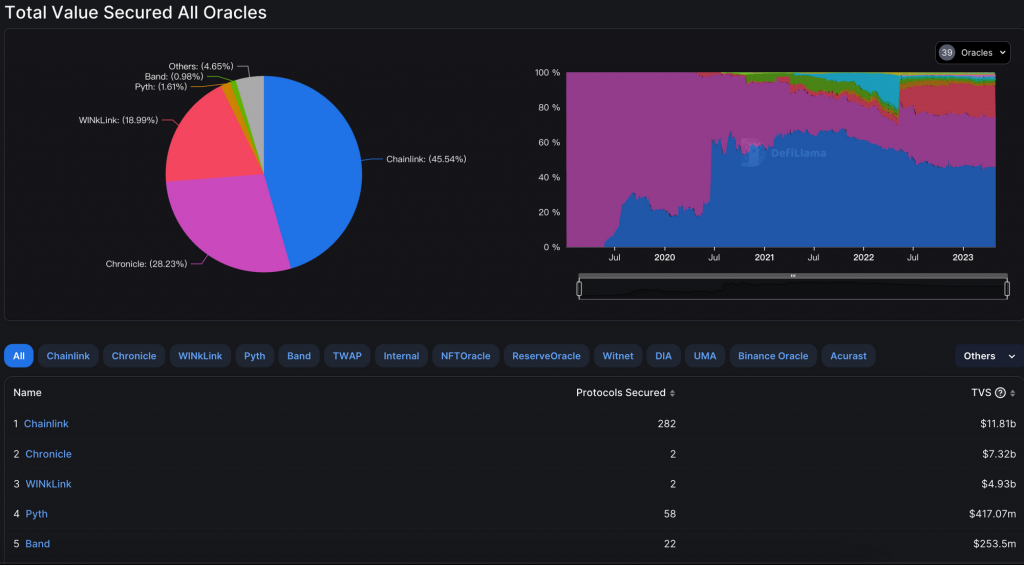 Total Value Secured All Oracles
39 Oracles
Others: (4.65%)
Band: (0.98%)
Pyth: (1.61%)
WINkLink: (18.99%)
Chainlink: (45.54%)
Chronicle: (28.23%)
100 %
80 %
60 %
40 %
20 %
0 %
DefiLlama
Jul 2020 Jul 2021 Jul 2022 Jul 2023
All Chainlink Chronicle WINkLink Pyth Band TWAP Internal NFTOracle ReserveOracle Witnet DIA UMA Binance Oracle Acurast Others
Name Protocols Secured TVS ?
1 Chainlink 282 $11.81b
2 Chronicle 2 $7.32b
3 WINkLink 2 $4.93b
4 Pyth 58 $417.07m
5 Band 22 $253.5m